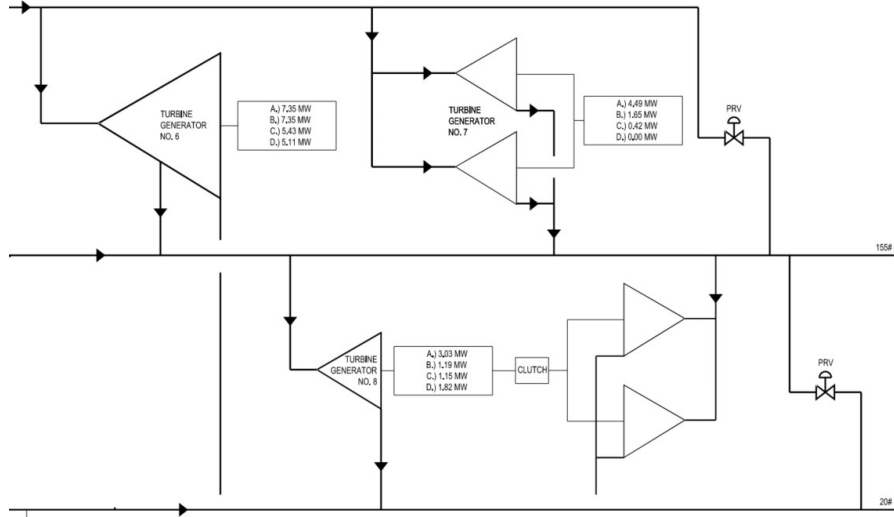 TURBINE
GENERATOR
NO. 6
A.) 7.35 MW
B.) 7.35 MW
C.) 5.43 MW
D.) 5.11 MW
TURBINE
GENERATOR
NO. 7
A.) 4.49 MW
B.) 1.65 MW
C.) 0.42 MW
D.) 0.00 MW
PRV
155#
TURBINE
GENERATOR
NO. 8
A.) 3.03 MW
B.) 1.19 MW
C.) 1.15 MW
D.) 1.82 MW
CLUTCH
PRV
20#